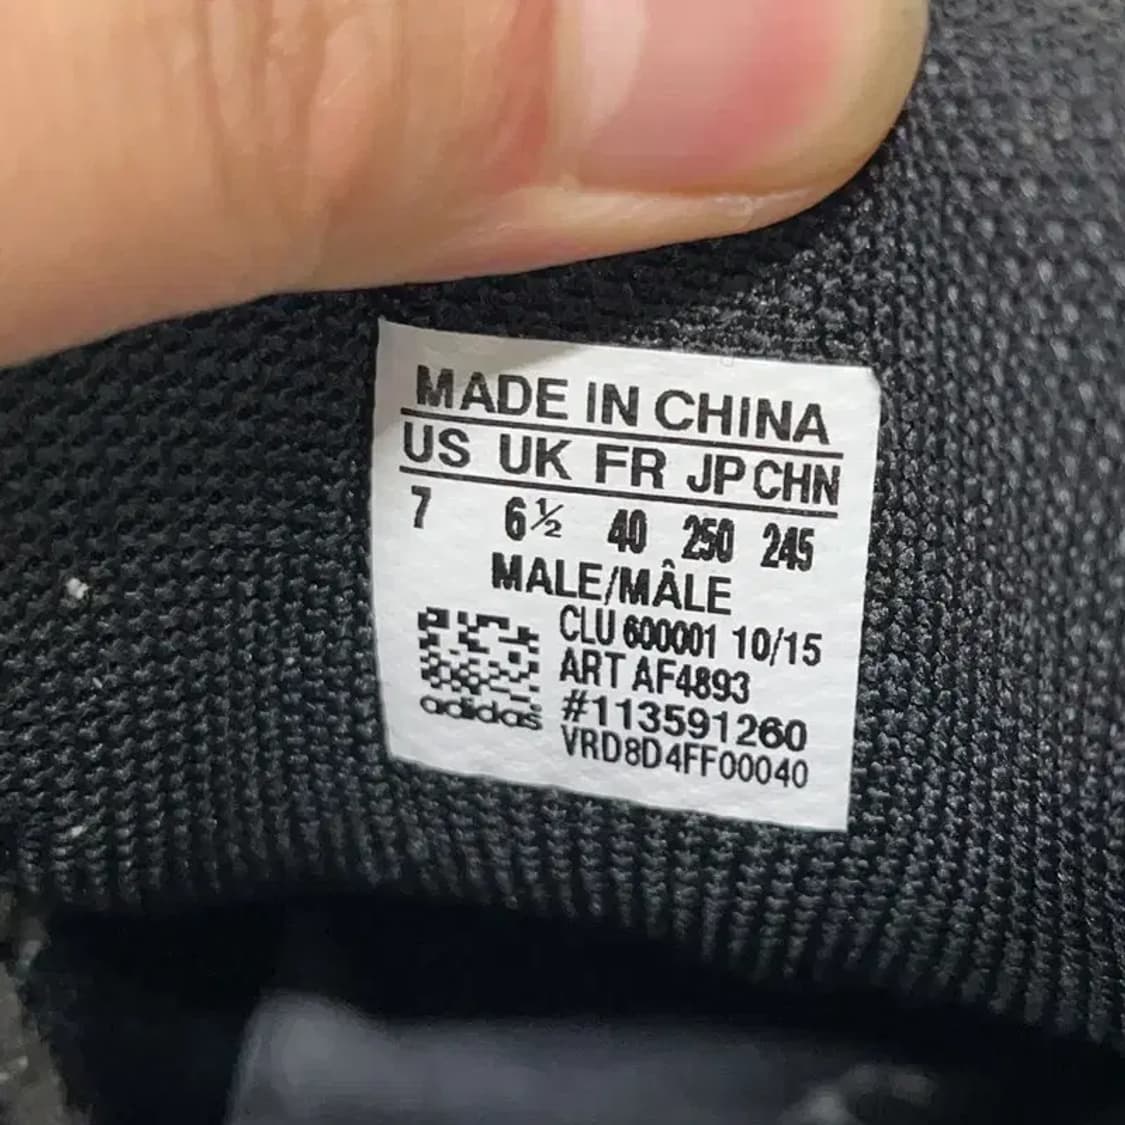 MADE IN CHINA
US UK FR JP CHN
7 6½ 40 250 245
MALE/MÂLE
CLU 600001 10/15
ART AF4893
#113591260
VRD8D4FF00040
adidas